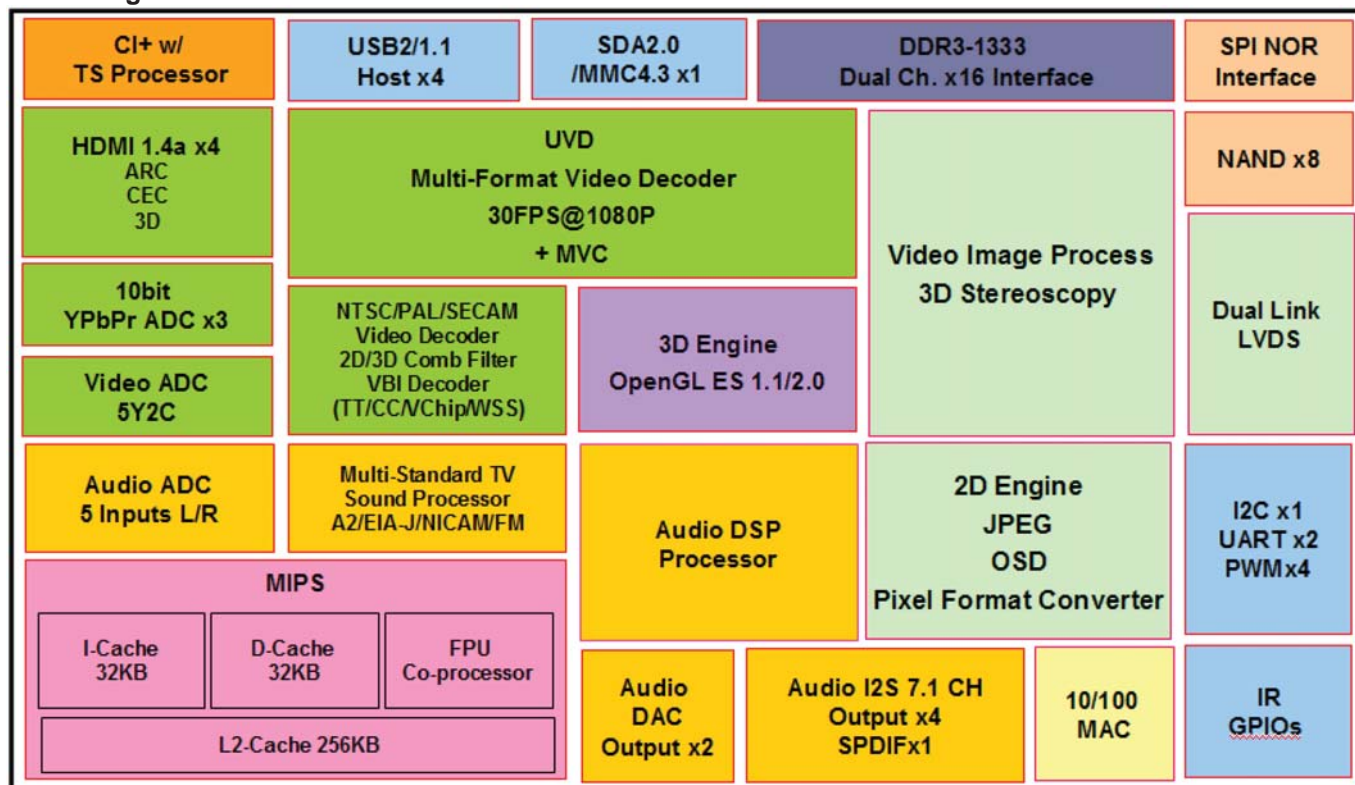 CI+ w/
TS Processor
USB2/1.1
Host x4
SDA2.0
/MMC4.3 x1
DDR3-1333
Dual Ch. x16 Interface
SPI NOR
Interface
HDMI 1.4a x4
ARC
CEC
3D
UVD
Multi-Format Video Decoder
30FPS@1080P
+ MVC
Video Image Process
3D Stereoscopy
NAND x8
10bit
YPbPr ADC x3
NTSC/PAL/SECAM
Video Decoder
2D/3D Comb Filter
VBI Decoder
(TT/CC/VChip/WSS)
3D Engine
OpenGL ES 1.1/2.0
Dual Link
LVDS
Video ADC
5Y2C
Audio ADC
5 Inputs L/R
Multi-Standard TV
Sound Processor
A2/EIA-J/NICAM/FM
Audio DSP
Processor
2D Engine
JPEG
OSD
Pixel Format Converter
I2C x1
UART x2
PWMx4
MIPS
I-Cache
32KB
D-Cache
32KB
FPU
Co-processor
L2-Cache 256KB
Audio
DAC
Output x2
Audio I2S 7.1 CH
Output x4
SPDIFx1
10/100
MAC
IR
GPIOs